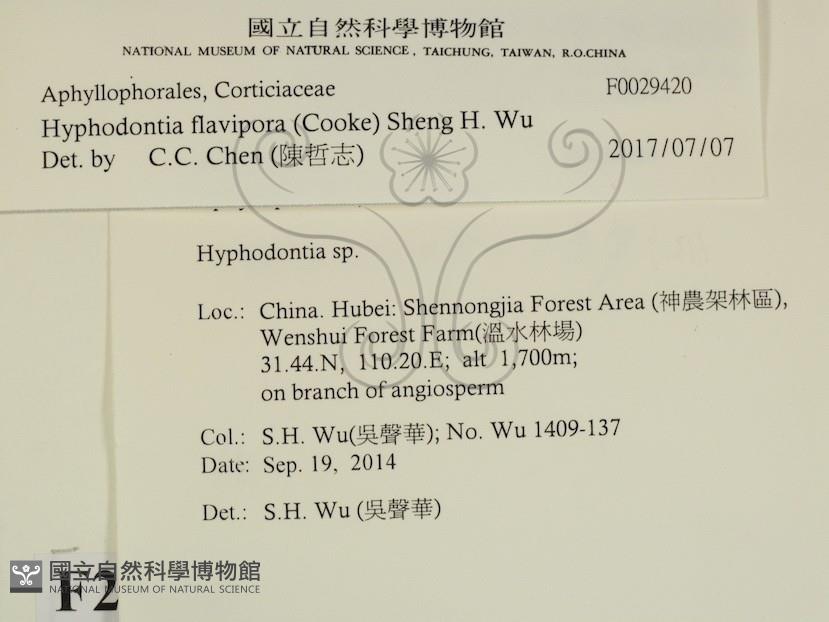 國立自然科學博物館
NATIONAL MUSEUM OF NATURAL SCIENCE, TAICHUNG, TAIWAN, R.O.CHINA
Aphyllophorales, Corticiaceae F0029420
Hyphodontia flavipora (Cooke) Sheng H. Wu
Det. by C.C. Chen (陳哲志) 2017/07/07
Hyphodontia sp.
Loc.: China. Hubei: Shennongjia Forest Area (神農架林區),
Wenshui Forest Farm(溫水林場)
31.44.N, 110.20.E; alt 1,700m;
on branch of angiosperm
Col.: S.H. Wu(吳聲華); No. Wu 1409-137
Date: Sep. 19, 2014
Det.: S.H. Wu (吳聲華)
國立自然科學博物館
NATIONAL MUSEUM OF NATURAL SCIENCE
F2